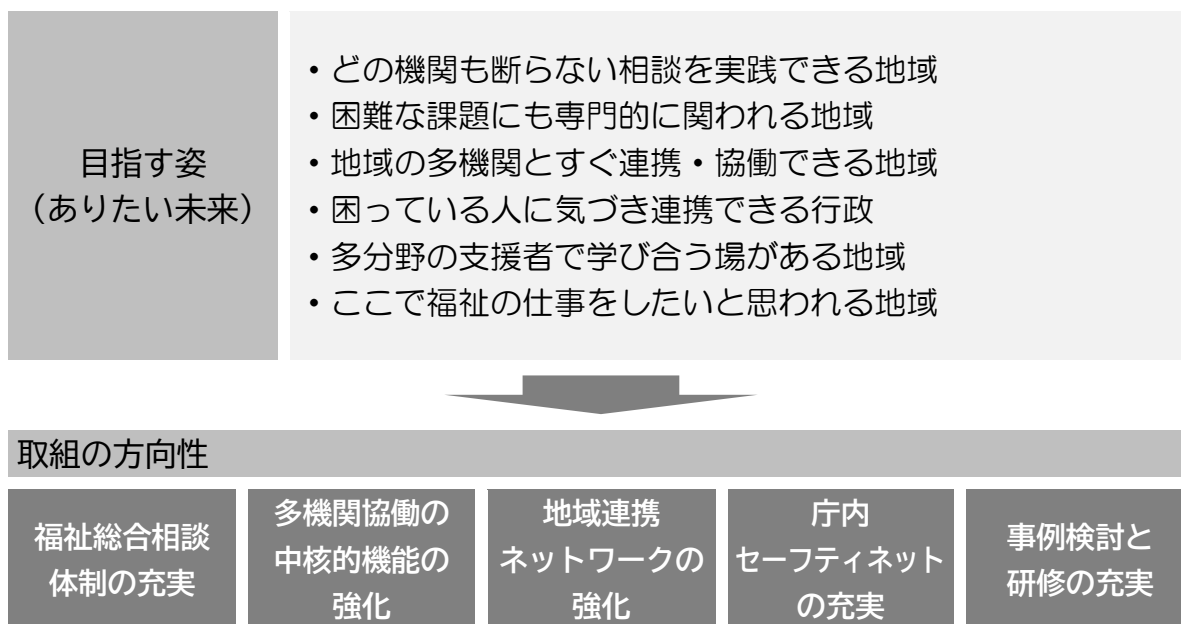 目指す姿
(ありたい未来)
・どの機関も断らない相談を実践できる地域
・困難な課題にも専門的に関われる地域
・地域の多機関とすぐ連携・協働できる地域
・困っている人に気づき連携できる行政
・多分野の支援者で学び合う場がある地域
・ここで福祉の仕事をしたいと思われる地域
取組の方向性
福祉総合相談
体制の充実
多機関協働の
中核的機能の
強化
地域連携
ネットワークの
強化
庁内
セーフティネット
の充実
事例検討と
研修の充実